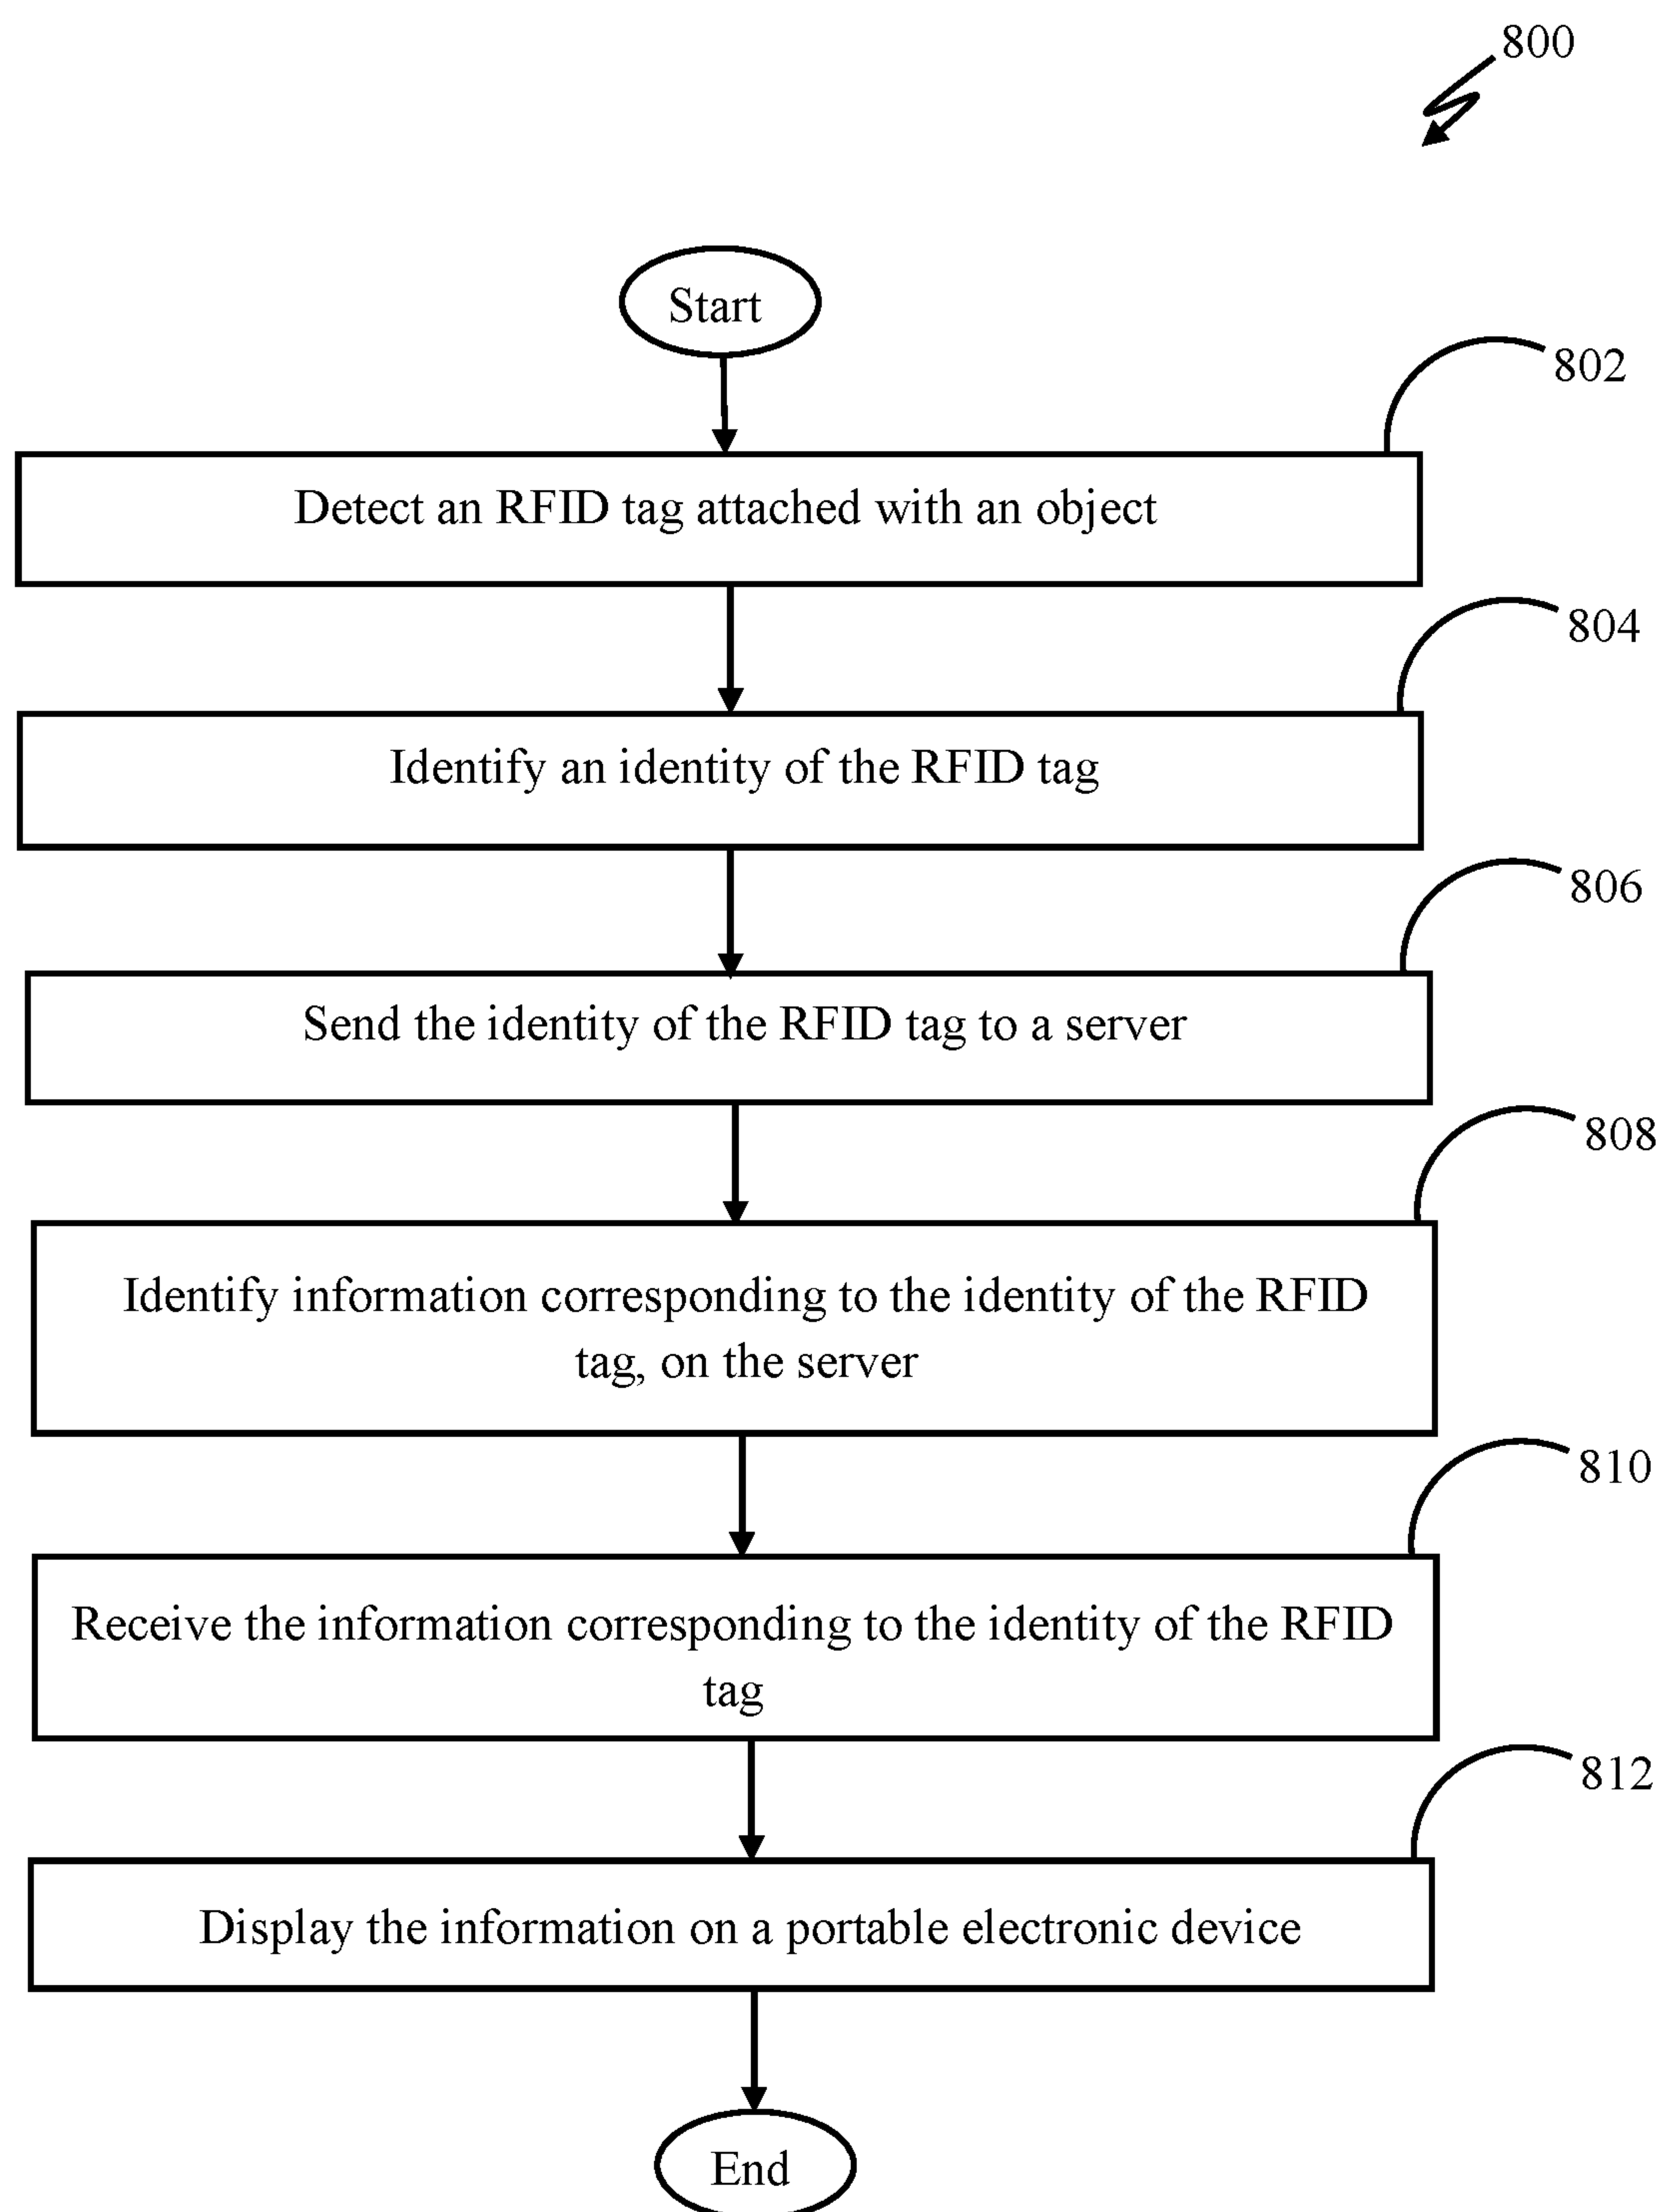 800
Start
802
Detect an RFID tag attached with an object
804
Identify an identity of the RFID tag
806
Send the identity of the RFID tag to a server
808
Identify information corresponding to the identity of the RFID
tag, on the server
810
Receive the information corresponding to the identity of the RFID
tag
812
Display the information on a portable electronic device
End